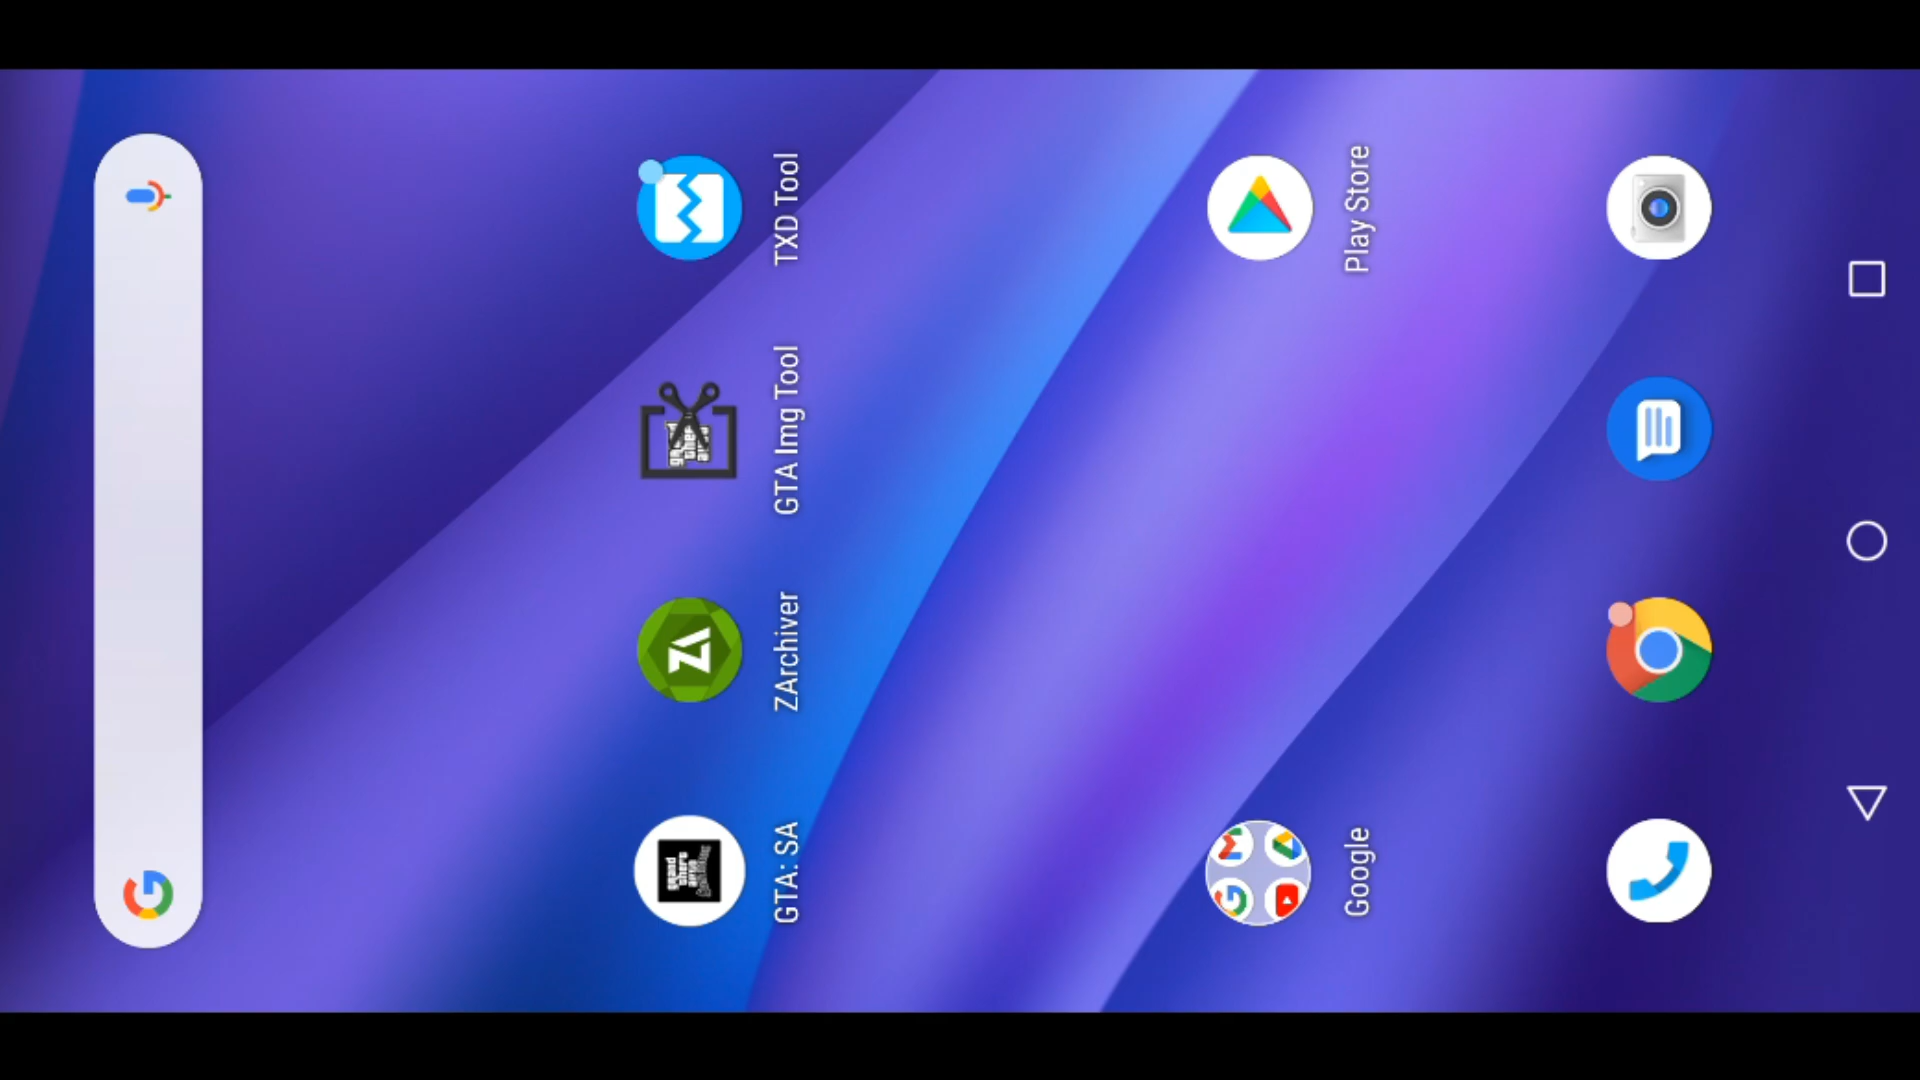 GTA: SA
ZArchiver
GTA Img Tool
TXD Tool
Google
Play Store